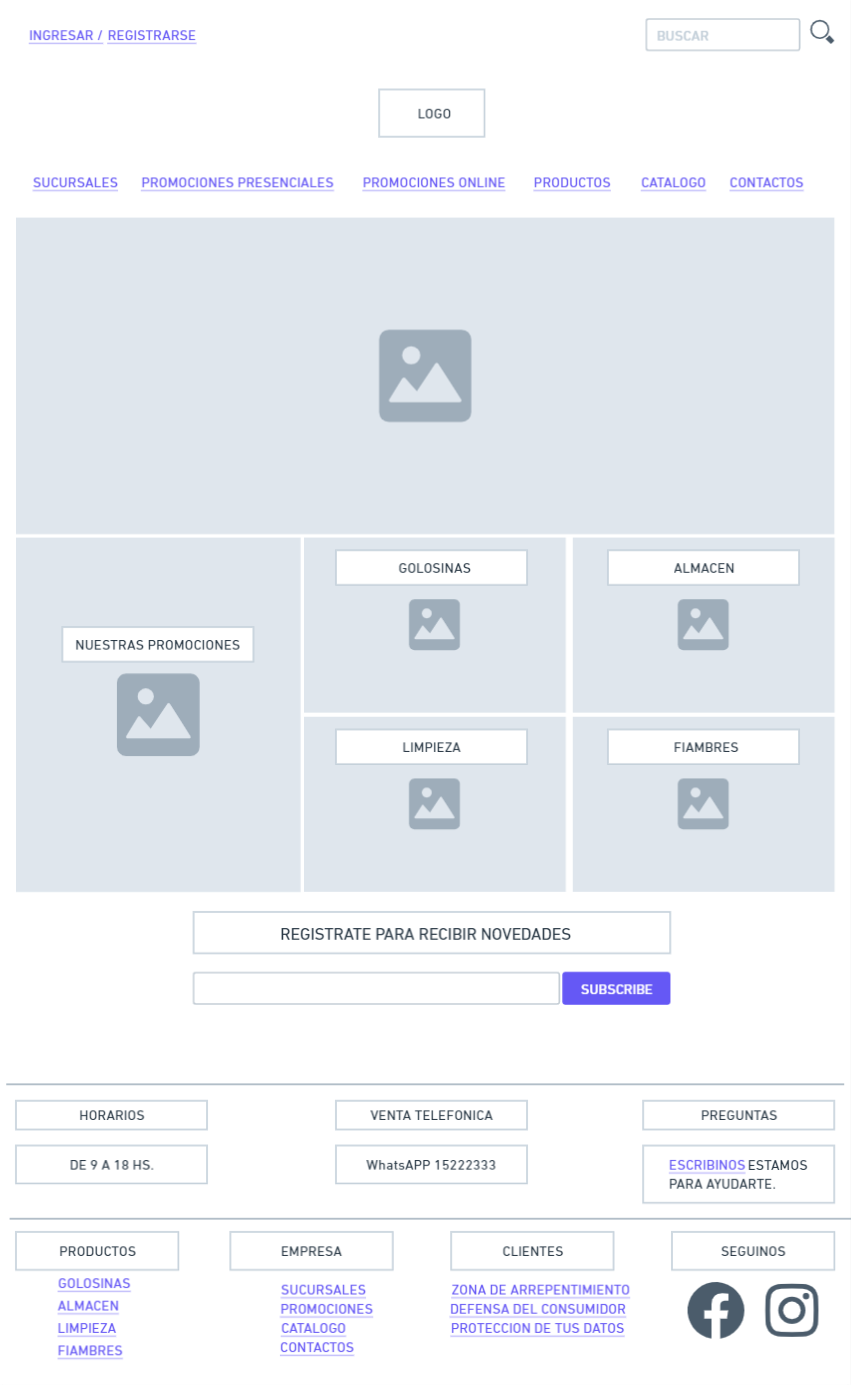 INGRESAR / REGISTRARSE
BUSCAR
LOGO
SUCURSALES PROMOCIONES PRESENCIALES PROMOCIONES ONLINE PRODUCTOS CATALOGO CONTACTOS
GOLOSINAS
ALMACEN
NUESTRAS PROMOCIONES
LIMPIEZA
FIAMBRES
REGISTRATE PARA RECIBIR NOVEDADES
SUBSCRIBE
HORARIOS
DE 9 A 18 HS.
VENTA TELEFONICA
WhatsAPP 15222333
PREGUNTAS
ESCRIBINOS ESTAMOS
PARA AYUDARTE.
PRODUCTOS
GOLOSINAS
ALMACEN
LIMPIEZA
FIAMBRES
EMPRESA
SUCURSALES
PROMOCIONES
CATALOGO
CONTACTOS
CLIENTES
ZONA DE ARREPENTIMIENTO
DEFENSA DEL CONSUMIDOR
PROTECCION DE TUS DATOS
SEGUINOS